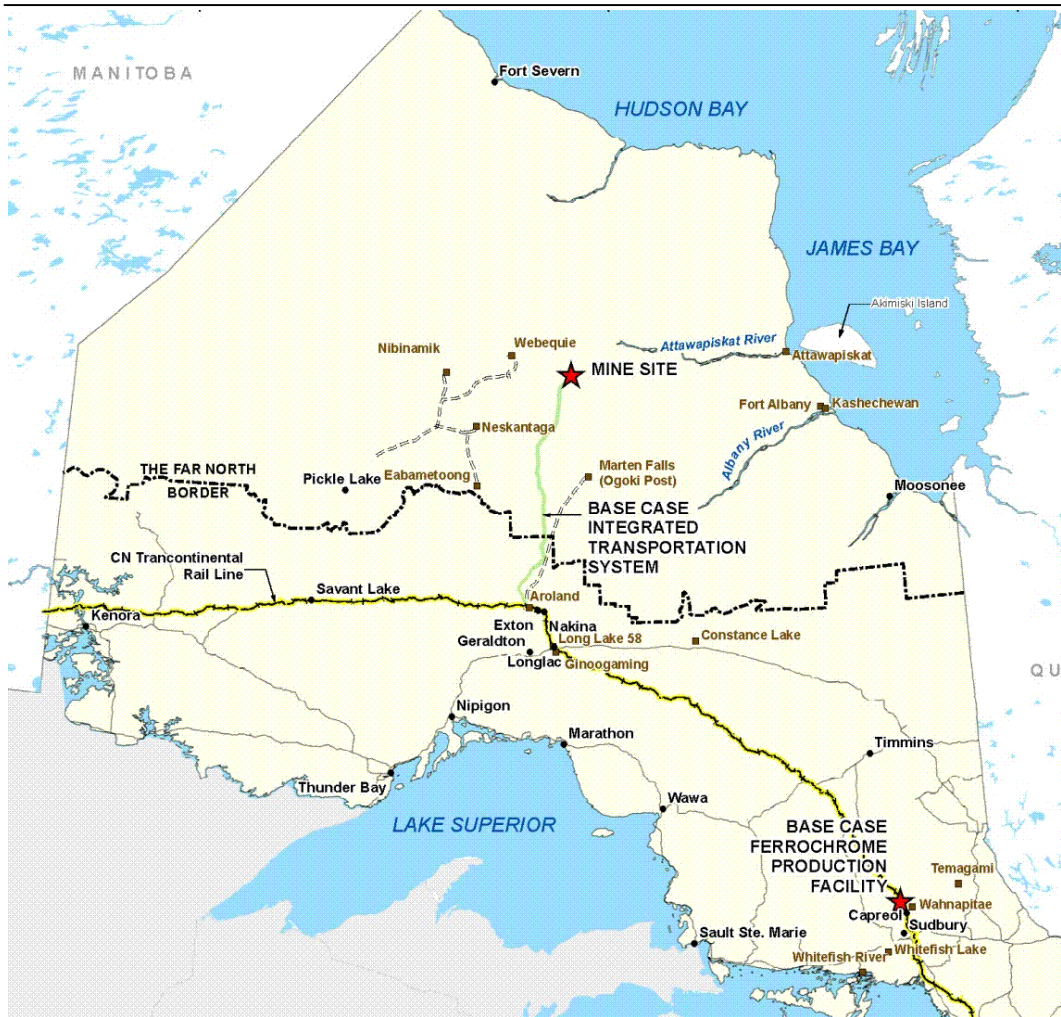 MANITOBA
Fort Severn
HUDSON BAY
JAMES BAY
Akimiski Island
Attawapiskat River
Attawapiskat
Webequie
Nibinamik
MINE SITE
Fort Albany
Kashechewan
Albany River
Neskantaga
Marten Falls
(Ogoki Post)
THE FAR NORTH
BORDER
Pickle Lake
Eabametoong
Moosonee
BASE CASE
INTEGRATED
TRANSPORTATION
SYSTEM
CN Trancontinental
Rail Line
Savant Lake
Aroland
Kenora
Exton
Nakina
Geraldton
Long Lake 58
Constance Lake
Longlac
Ginoogaming
QU
Nipigon
Marathon
Timmins
Thunder Bay
Wawa
LAKE SUPERIOR
BASE CASE
FERROCHROME
PRODUCTION
FACILITY
Temagami
Wahnapitae
Capreol
Sudbury
Sault Ste. Marie
Whitefish Lake
Whitefish River